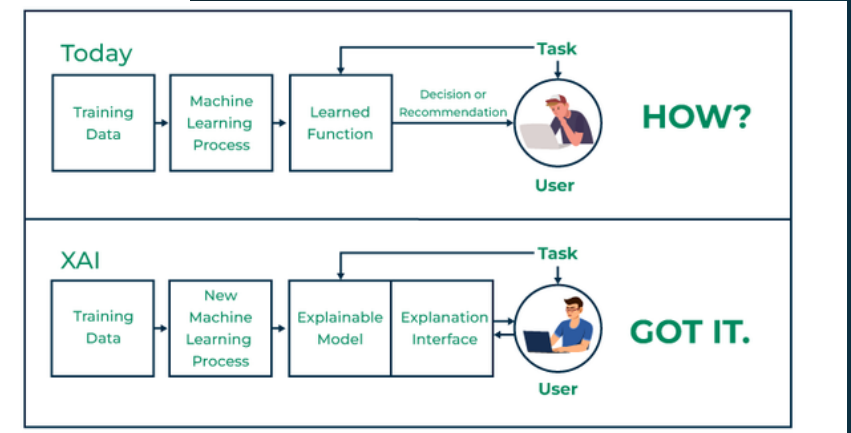 Today
Task
Training
Data
Machine
Learning
Process
Learned
Function
Decision or
Recommendation
HOW?
User
XAI
Task
Training
Data
New
Machine
Learning
Process
Explainable
Model
Explanation
Interface
GOT IT.
User